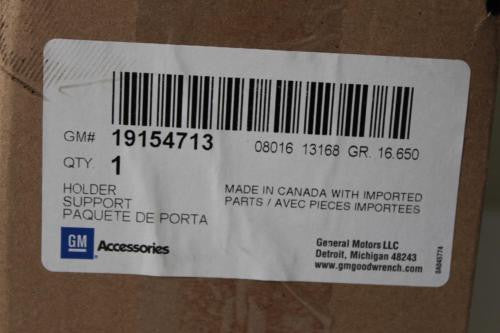 GM# 19154713 08016 13168 GR. 16.650
QTY. 1
HOLDER
SUPPORT
PAQUETE DE PORTA
MADE IN CANADA WITH IMPORTED
PARTS / AVEC PIECES IMPORTEES
GM Accessories
General Motors LLC
Detroit, Michigan 48243
www.gmgoodwrench.com